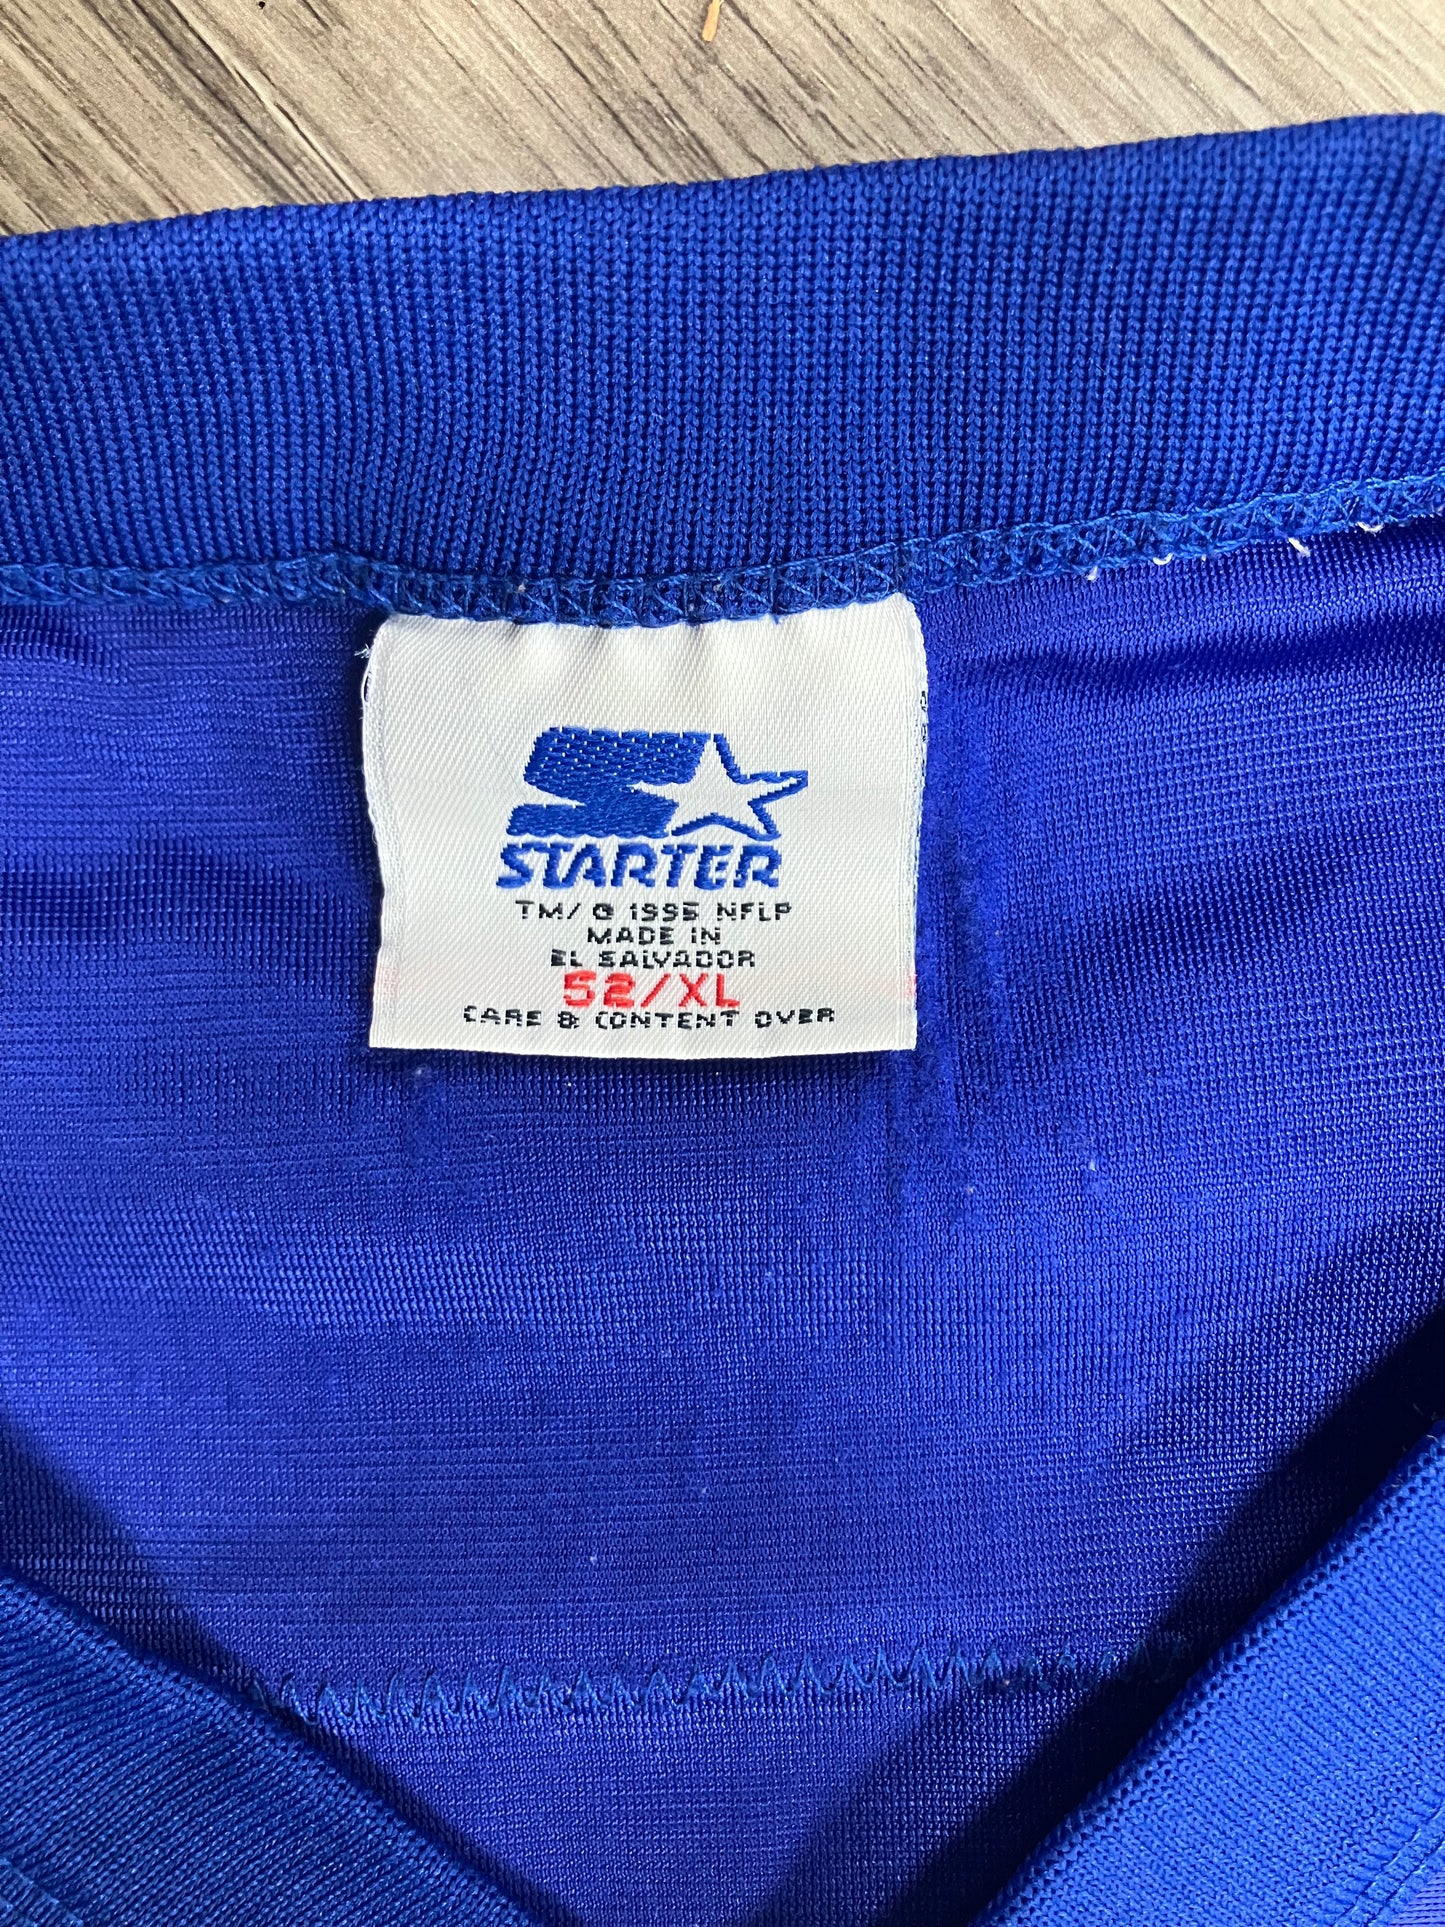 STARTER
TM/ © 1995 NFLP
MADE IN
EL SALVADOR
52/XL
CARE & CONTENT OVER